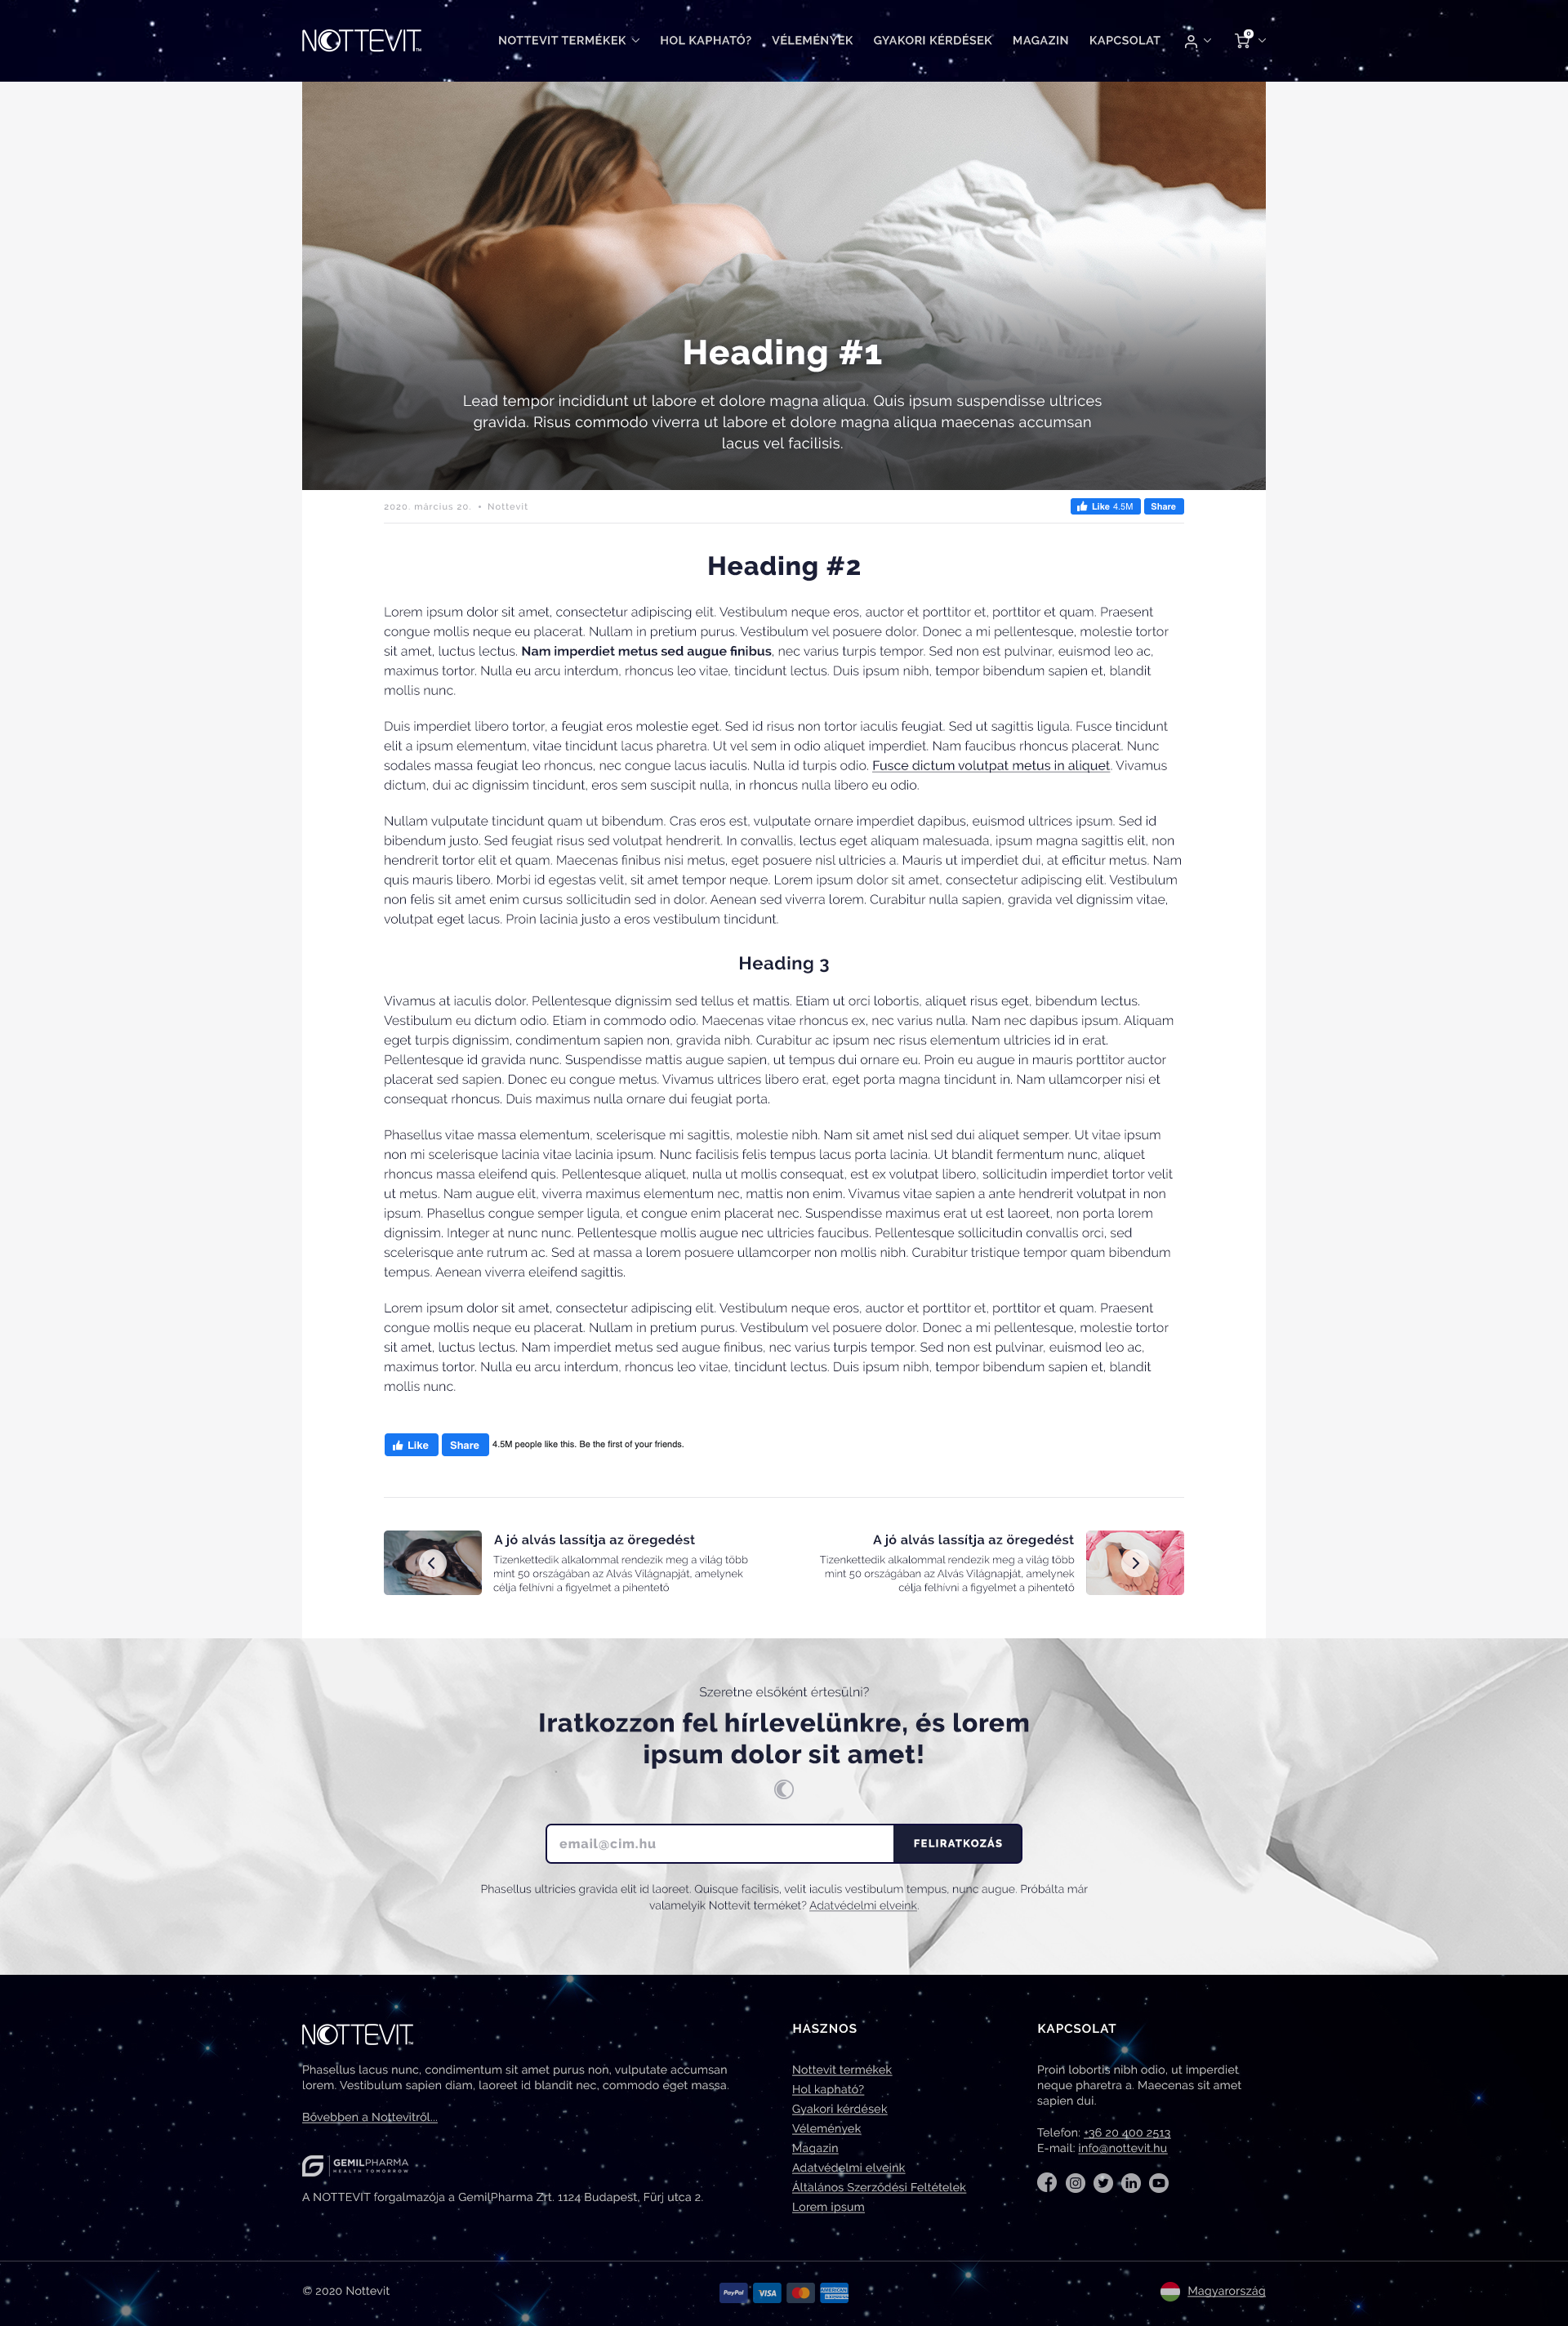 NOTTEVIT
NOTTEVIT TERMÉKEK
HOL KAPHATÓ?
VÉLEMÉNYEK
GYAKORI KÉRDÉSEK
MAGAZIN
KAPCSOLAT
0
Heading #1
Lead tempor incididunt ut labore et dolore magna aliqua. Quis ipsum suspendisse ultrices
gravida. Risus commodo viverra ut labore et dolore magna aliqua maecenas accumsan
lacus vel facilisis.
2020. március 20. • Nottevit
Like 4.5M
Share
Heading #2
Lorem ipsum dolor sit amet, consectetur adipiscing elit. Vestibulum neque eros, auctor et porttitor et, porttitor et quam. Praesent
congue mollis neque eu placerat. Nullam in pretium purus. Vestibulum vel posuere dolor. Donec a mi pellentesque, molestie tortor
sit amet, luctus lectus. Nam imperdiet metus sed augue finibus, nec varius turpis tempor. Sed non est pulvinar, euismod leo ac,
maximus tortor. Nulla eu arcu interdum, rhoncus leo vitae, tincidunt lectus. Duis ipsum nibh, tempor bibendum sapien et, blandit
mollis nunc.
Duis imperdiet libero tortor, a feugiat eros molestie eget. Sed id risus non tortor iaculis feugiat. Sed ut sagittis ligula. Fusce tincidunt
elit a ipsum elementum, vitae tincidunt lacus pharetra. Ut vel sem in odio aliquet imperdiet. Nam faucibus rhoncus placerat. Nunc
sodales massa feugiat leo rhoncus, nec congue lacus iaculis. Nulla id turpis odio. Fusce dictum volutpat metus in aliquet. Vivamus
dictum, dui ac dignissim tincidunt, eros sem suscipit nulla, in rhoncus nulla libero eu odio.
Nullam vulputate tincidunt quam ut bibendum. Cras eros est, vulputate ornare imperdiet dapibus, euismod ultrices ipsum. Sed id
bibendum justo. Sed feugiat risus sed volutpat hendrerit. In convallis, lectus eget aliquam malesuada, ipsum magna sagittis elit, non
hendrerit tortor elit et quam. Maecenas finibus nisi metus, eget posuere nisl ultricies a. Mauris ut imperdiet dui, at efficitur metus. Nam
quis mauris libero. Morbi id egestas velit, sit amet tempor neque. Lorem ipsum dolor sit amet, consectetur adipiscing elit. Vestibulum
non felis sit amet enim cursus sollicitudin sed in dolor. Aenean sed viverra lorem. Curabitur nulla sapien, gravida vel dignissim vitae,
volutpat eget lacus. Proin lacinia justo a eros vestibulum tincidunt.
Heading 3
Vivamus at iaculis dolor. Pellentesque dignissim sed tellus et mattis. Etiam ut orci lobortis, aliquet risus eget, bibendum lectus.
Vestibulum eu dictum odio. Etiam in commodo odio. Maecenas vitae rhoncus ex, nec varius nulla. Nam nec dapibus ipsum. Aliquam
eget turpis dignissim, condimentum sapien non, gravida nibh. Curabitur ac ipsum nec risus elementum ultricies id in erat.
Pellentesque id gravida nunc. Suspendisse mattis augue sapien, ut tempus dui ornare eu. Proin eu augue in mauris porttitor auctor
placerat sed sapien. Donec eu congue metus. Vivamus ultrices libero erat, eget porta magna tincidunt in. Nam ullamcorper nisi et
consequat rhoncus. Duis maximus nulla ornare dui feugiat porta.
Phasellus vitae massa elementum, scelerisque mi sagittis, molestie nibh. Nam sit amet nisl sed dui aliquet semper. Ut vitae ipsum
non mi scelerisque lacinia vitae lacinia ipsum. Nunc facilisis felis tempus lacus porta lacinia. Ut blandit fermentum nunc, aliquet
rhoncus massa eleifend quis. Pellentesque aliquet, nulla ut mollis consequat, est ex volutpat libero, sollicitudin imperdiet tortor velit
ut metus. Nam augue elit, viverra maximus elementum nec, mattis non enim. Vivamus vitae sapien a ante hendrerit volutpat in non
ipsum. Phasellus congue semper ligula, et congue enim placerat nec. Suspendisse maximus erat ut est laoreet, non porta lorem
dignissim. Integer at nunc nunc. Pellentesque mollis augue nec ultricies faucibus. Pellentesque sollicitudin convallis orci, sed
scelerisque ante rutrum ac. Sed at massa a lorem posuere ullamcorper non mollis nibh. Curabitur tristique tempor quam bibendum
tempus. Aenean viverra eleifend sagittis.
Lorem ipsum dolor sit amet, consectetur adipiscing elit. Vestibulum neque eros, auctor et porttitor et, porttitor et quam. Praesent
congue mollis neque eu placerat. Nullam in pretium purus. Vestibulum vel posuere dolor. Donec a mi pellentesque, molestie tortor
sit amet, luctus lectus. Nam imperdiet metus sed augue finibus, nec varius turpis tempor. Sed non est pulvinar, euismod leo ac,
maximus tortor. Nulla eu arcu interdum, rhoncus leo vitae, tincidunt lectus. Duis ipsum nibh, tempor bibendum sapien et, blandit
mollis nunc.
Like
Share
4.5M people like this. Be the first of your friends.
A jó alvás lassítja az öregedést
Tizenkettedik alkalommal rendezik meg a világ több
mint 50 országában az Alvás Világnapját, amelynek
célja felhívni a figyelmet a pihentető
A jó alvás lassítja az öregedést
Tizenkettedik alkalommal rendezik meg a világ több
mint 50 országában az Alvás Világnapját, amelynek
célja felhívni a figyelmet a pihentető
Szeretne elsőként értesülni?
Iratkozzon fel hírlevelünkre, és lorem
ipsum dolor sit amet!
email@cim.hu
FELIRATKOZÁS
Phasellus ultricies gravida elit id laoreet. Quisque facilisis, velit iaculis vestibulum tempus, nunc augue. Próbálta már
valamelyik Nottevit terméket? Adatvédelmi elveink.
NOTTEVIT
Phasellus lacus nunc, condimentum sit amet purus non, vulputate accumsan
lorem. Vestibulum sapien diam, laoreet id blandit nec, commodo eget massa.
Bővebben a Nottevitről...
GEMILPHARMA
HEALTH TOMORROW
A NOTTEVIT forgalmazója a GemilPharma Zrt. 1124 Budapest, Fürj utca 2.
HASZNOS
Nottevit termékek
Hol kapható?
Gyakori kérdések
Vélemények
Magazin
Adatvédelmi elveink
Általános Szerződési Feltételek
Lorem ipsum
KAPCSOLAT
Proin lobortis nibh odio, ut imperdiet
neque pharetra a. Maecenas sit amet
sapien dui.
Telefon: +36 20 400 2513
E-mail: info@nottevit.hu
© 2020 Nottevit
PayPal
VISA
AMERICAN
EXPRESS
Magyarország